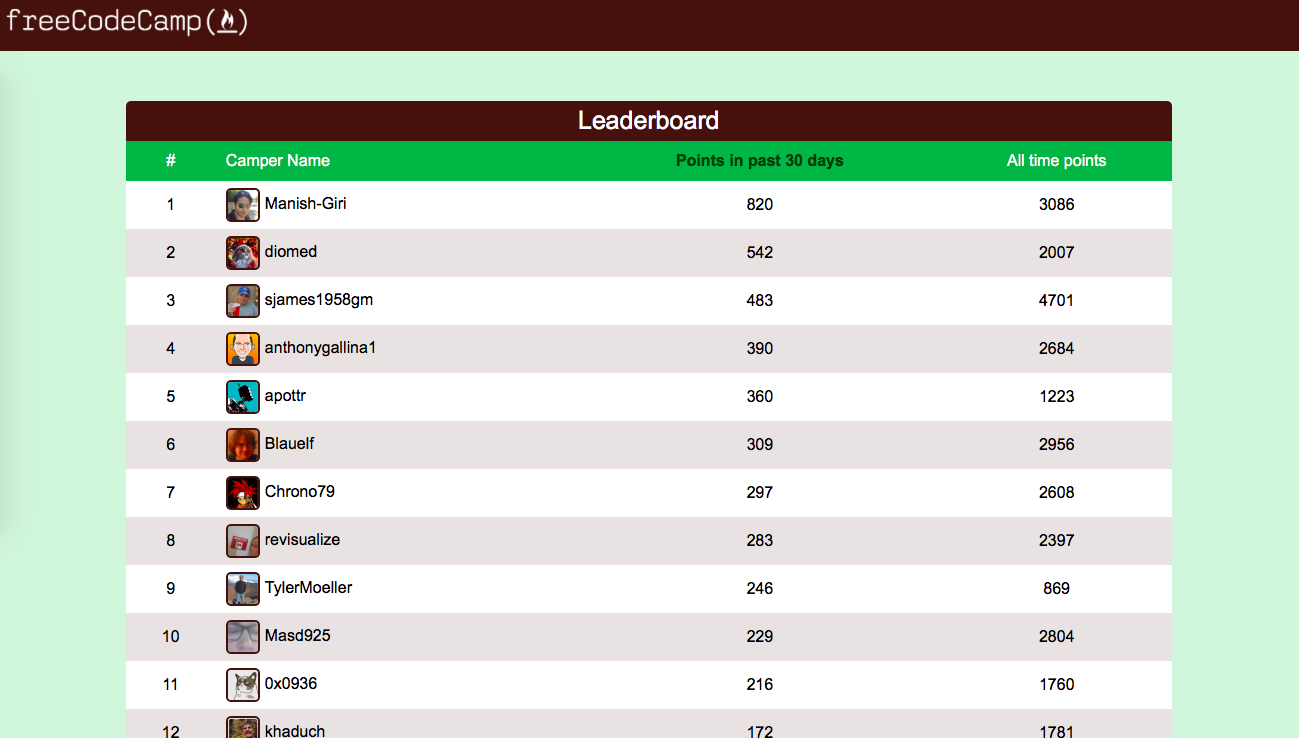 freeCodeCamp(🔥)
Leaderboard
# Camper Name Points in past 30 days All time points
1 Manish-Giri 820 3086
2 diomed 542 2007
3 sjames1958gm 483 4701
4 anthonygallina1 390 2684
5 apottr 360 1223
6 Blauelf 309 2956
7 Chrono79 297 2608
8 revisualize 283 2397
9 TylerMoeller 246 869
10 Masd925 229 2804
11 0x0936 216 1760
12 khaduch 172 1781